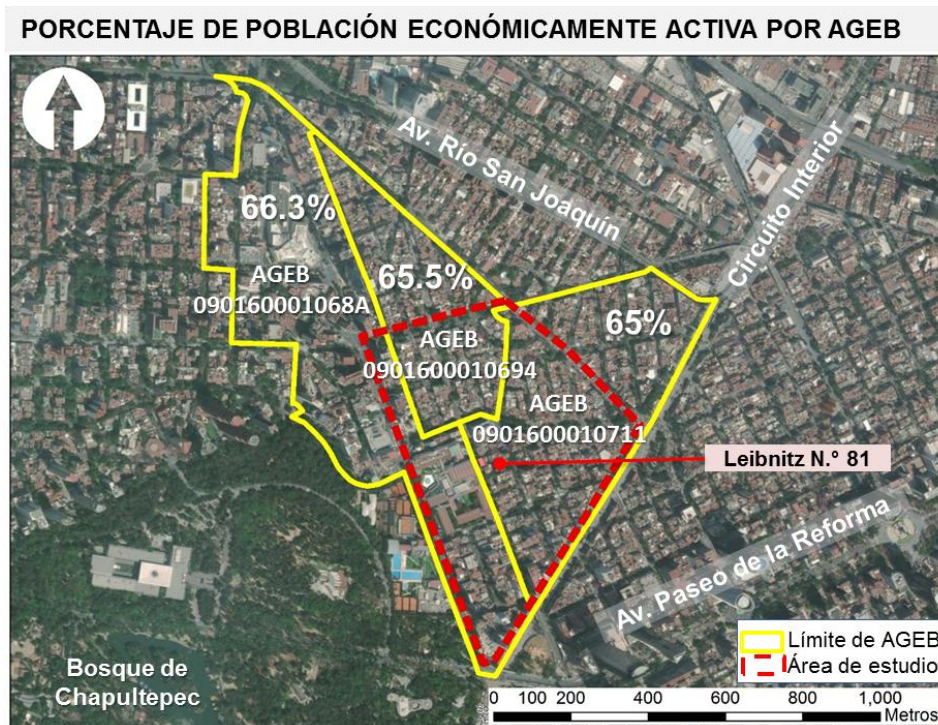 PORCENTAJE DE POBLACIÓN ECONÓMICAMENTE ACTIVA POR AGEB
Av. Río San Joaquín
Circuito Interior
66.3%
AGEB
090160001068A
65.5%
AGEB
0901600010694
65%
AGEB
0901600010711
Leibnitz N.° 81
Av. Paseo de la Reforma
Bosque de
Chapultepec
Límite de AGEB
Área de estudio
0 100 200 400 600 800 1,000
Metros